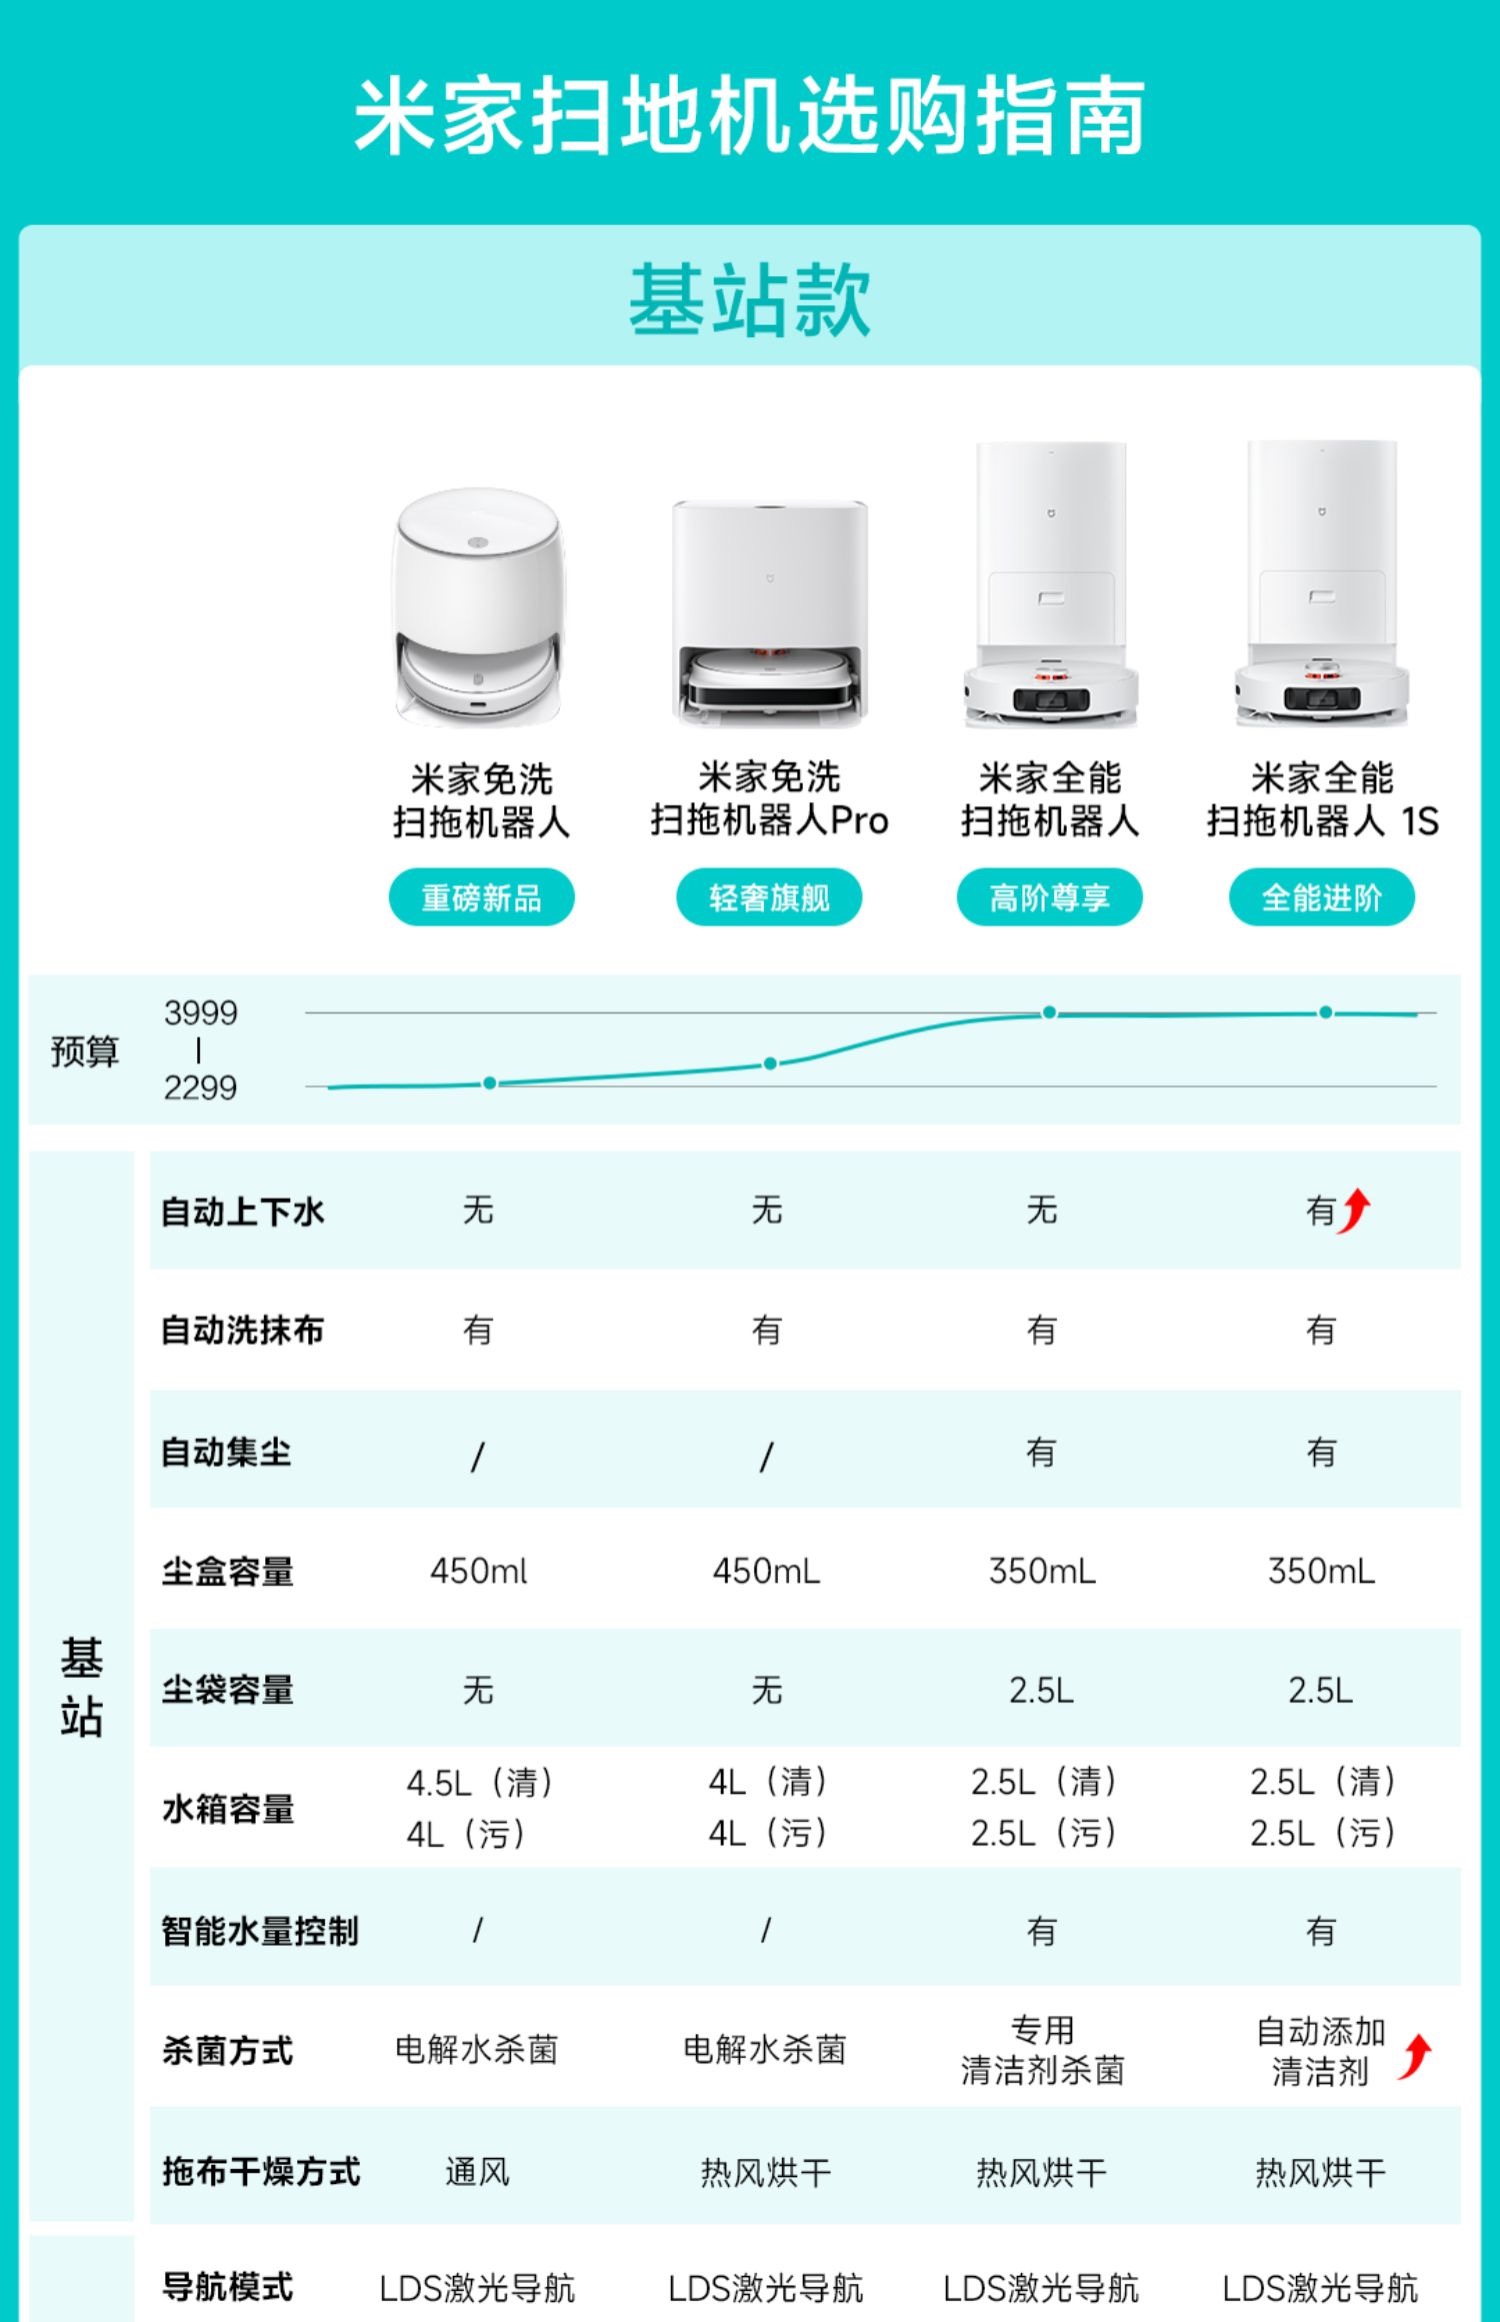 米家扫地机选购指南
基站款
米家免洗
扫拖机器人
米家免洗
扫拖机器人Pro
米家全能
扫拖机器人
米家全能
扫拖机器人 1S
重磅新品 轻奢旗舰 高阶尊享 全能进阶
预算
3999
|
2299
基站
自动上下水 无 无 无 有
自动洗抹布 有 有 有 有
自动集尘 / / 有 有
尘盒容量 450ml 450mL 350mL 350mL
尘袋容量 无 无 2.5L 2.5L
水箱容量
4.5L（清） 4L（清） 2.5L（清） 2.5L（清）
4L（污） 4L（污） 2.5L（污） 2.5L（污）
智能水量控制 / / 有 有
杀菌方式 电解水杀菌 电解水杀菌
专用
清洁剂杀菌
自动添加
清洁剂
拖布干燥方式 通风 热风烘干 热风烘干 热风烘干
导航模式 LDS激光导航 LDS激光导航 LDS激光导航 LDS激光导航